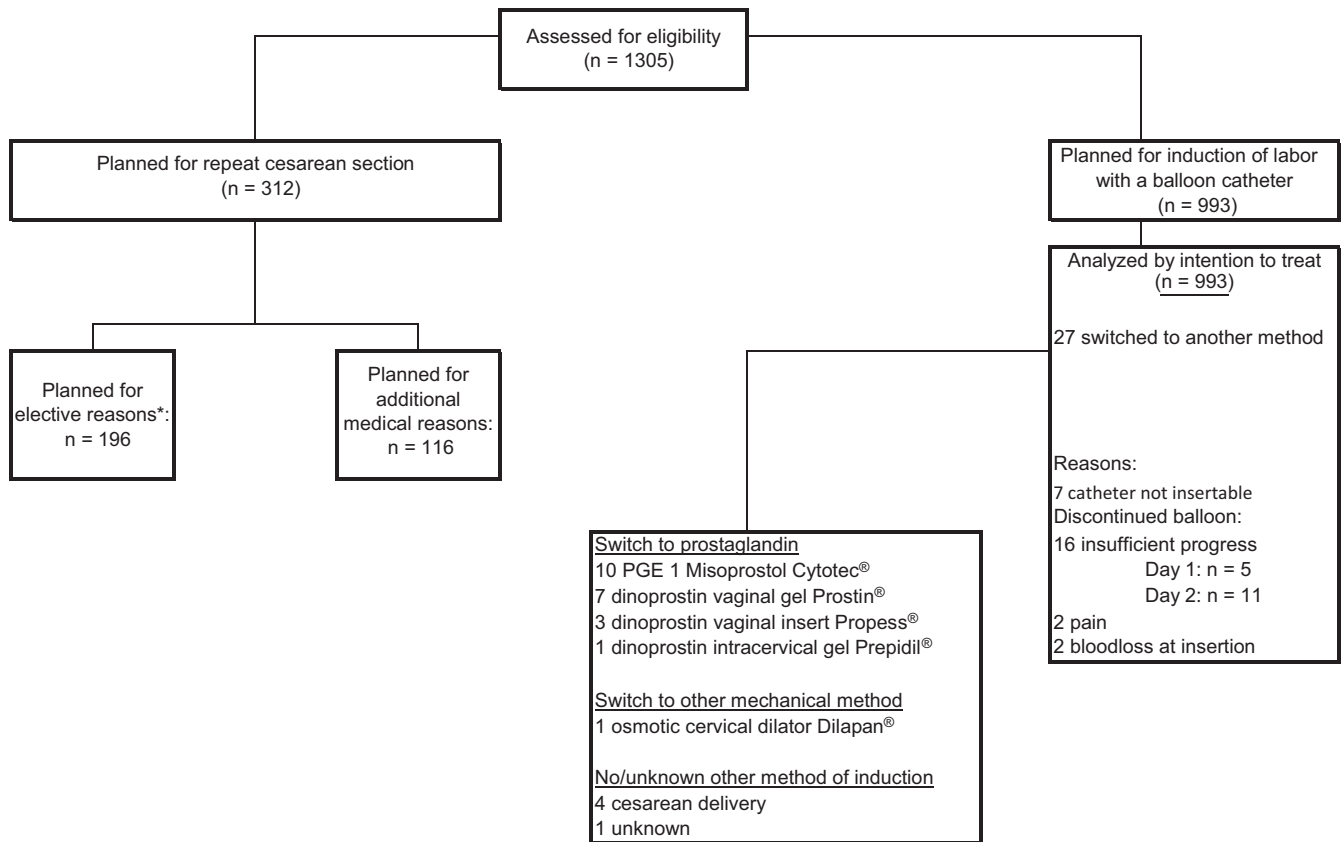 Assessed for eligibility
(n = 1305)
Planned for repeat cesarean section
(n = 312)
Planned for induction of labor
with a balloon catheter
(n = 993)
Planned for
elective reasons*:
n = 196
Planned for
additional
medical reasons:
n = 116
Analyzed by intention to treat
(n = 993)
27 switched to another method
Reasons:
7 catheter not insertable
Discontinued balloon:
16 insufficient progress
Day 1: n = 5
Day 2: n = 11
2 pain
2 bloodloss at insertion
Switch to prostaglandin
10 PGE 1 Misoprostol Cytotec®
7 dinoprostin vaginal gel Prostin®
3 dinoprostin vaginal insert Propess®
1 dinoprostin intracervical gel Prepidil®
Switch to other mechanical method
1 osmotic cervical dilator Dilapan®
No/unknown other method of induction
4 cesarean delivery
1 unknown